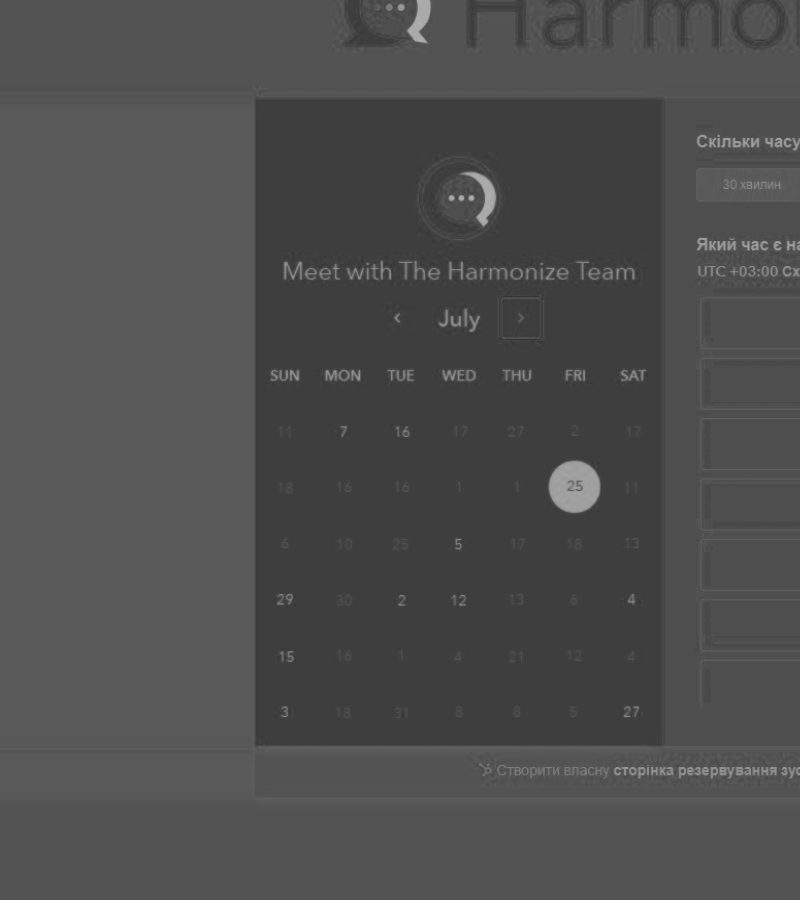 Harmo
Скільки часу
30 хвилин
Meet with The Harmonize Team
Який час є на
UTC +03:00 Сх
July
SUN MON TUE WED THU FRI SAT
11 7 16 17 27 2 17
18 16 16 1 1 25 11
6 10 25 5 17 18 13
29 30 2 12 13 6 4
15 16 1 4 21 12 4
3 18 31 8 8 5 27
Створити власну сторінка резервування зус